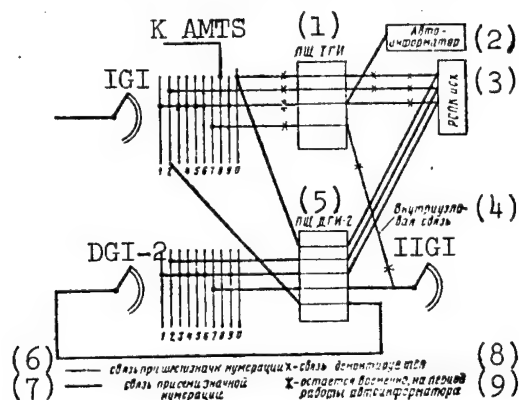 (1)
K AMTS
ПЩ IГИ
Авто-
информатер
(2)
IGI
РСЛК исх
(3)
1 2 3 4 5 6 7 8 9 0
(5)
ПЩ ДГИ-2
Внутриузло-
вая связь
(4)
DGI-2
IIGI
1 2 3 4 5 6 7 8 9 0
(6) связь при шестизначн нумерации х-связь демонтируется (8)
(7) связь при семизначной нумерации х-остается временно, на период работы автоинформатора (9)